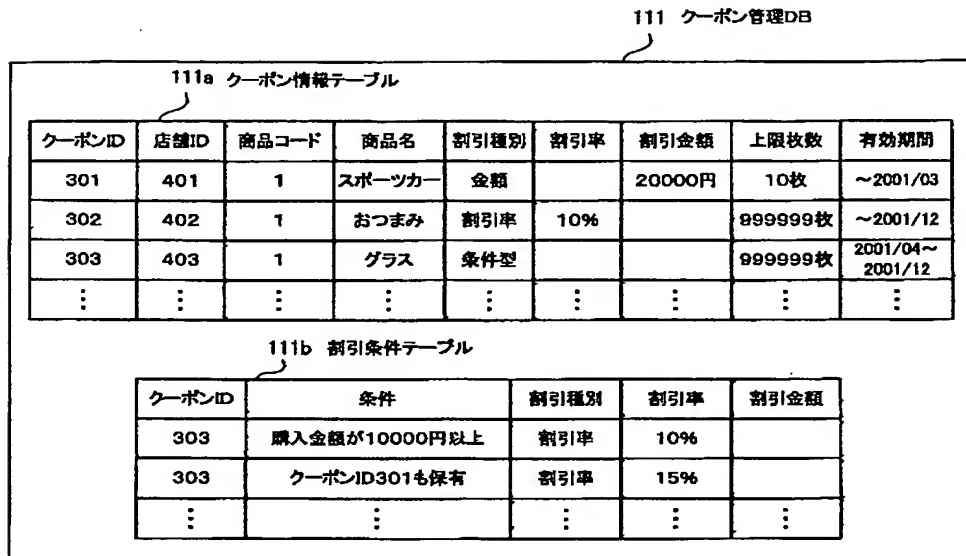 111 クーポン管理DB
111a クーポン情報テーブル
クーポンID 店舗ID 商品コード 商品名 割引種別 割引率 割引金額 上限枚数 有効期間
301 401 1 スポーツカー 金額 20000円 10枚 ～2001/03
302 402 1 おつまみ 割引率 10% 999999枚 ～2001/12
303 403 1 グラス 条件型 999999枚 2001/04～
2001/12
⋮ ⋮ ⋮ ⋮ ⋮ ⋮ ⋮ ⋮ ⋮
111b 割引条件テーブル
クーポンID 条件 割引種別 割引率 割引金額
303 購入金額が10000円以上 割引率 10%
303 クーポンID301も保有 割引率 15%
⋮ ⋮ ⋮ ⋮ ⋮